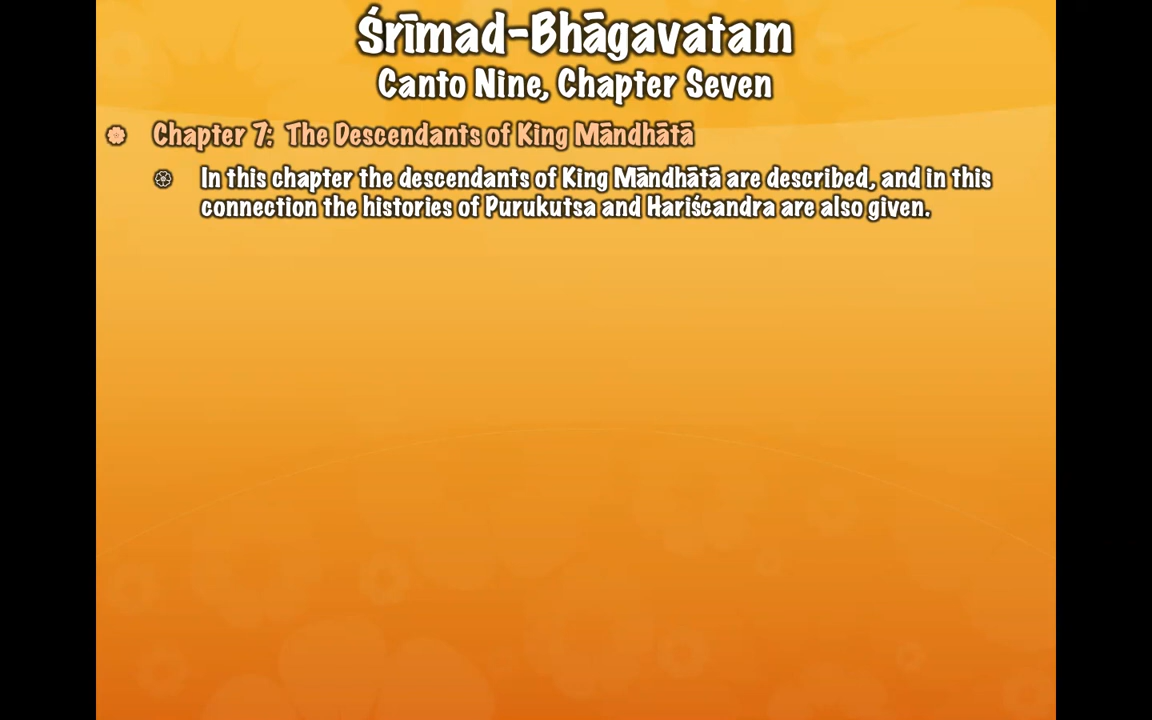 Śrīmad-Bhāgavatam
Canto Nine, Chapter Seven
Chapter 7: The Descendants of King Māndhātā
In this chapter the descendants of King Māndhātā are described, and in this
connection the histories of Purukutsa and Hariścandra are also given.